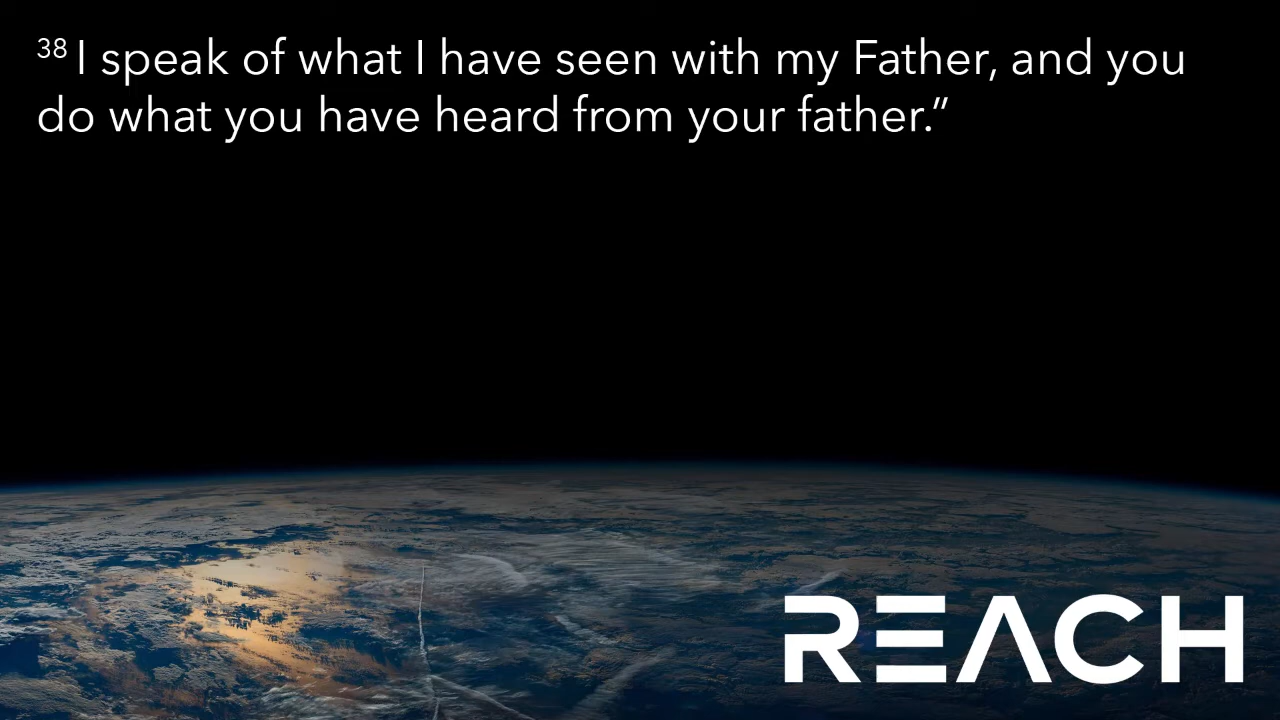 38 I speak of what I have seen with my Father, and you
do what you have heard from your father.”
REACH